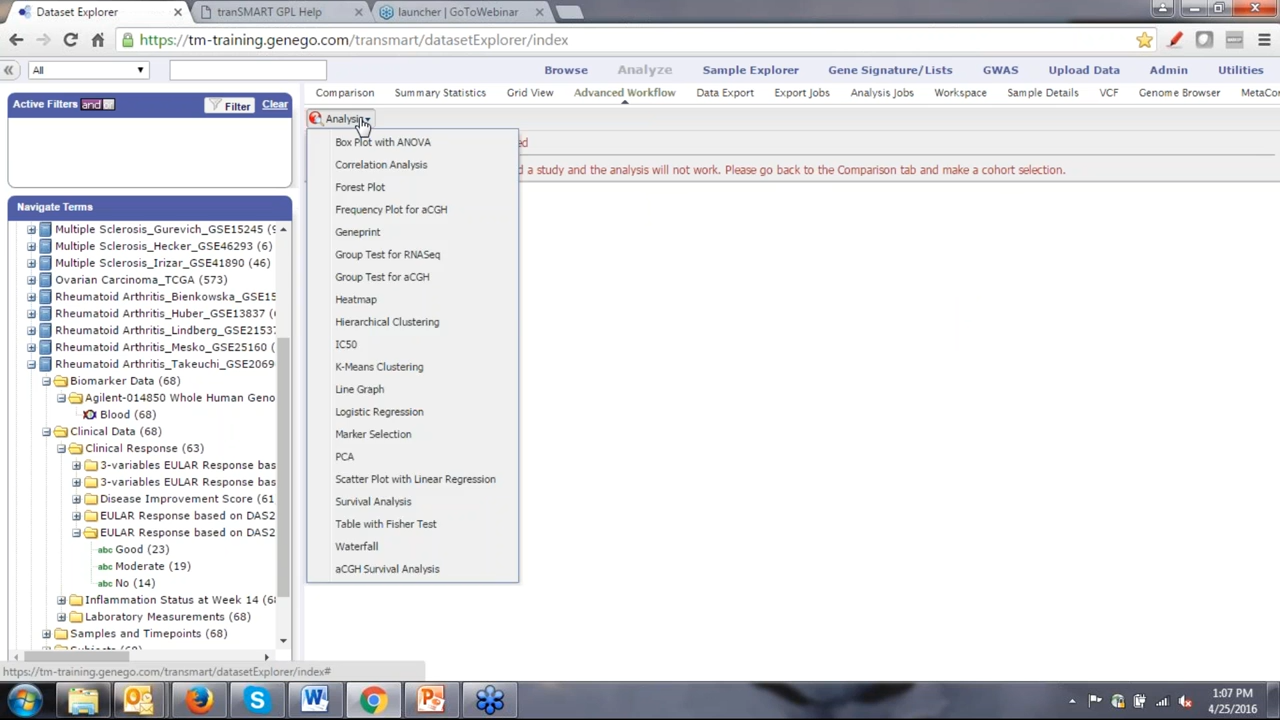 Dataset Explorer
tranSMART GPL Help
launcher | GoToWebinar
https://tm-training.genego.com/transmart/datasetExplorer/index
All
Browse Analyze Sample Explorer Gene Signature/Lists GWAS Upload Data Admin Utilities
Active Filters and or Filter Clear
Comparison Summary Statistics Grid View Advanced Workflow Data Export Export Jobs Analysis Jobs Workspace Sample Details VCF Genome Browser MetaCor
Analysis
Box Plot with ANOVA
Correlation Analysis
Forest Plot
Frequency Plot for aCGH
Geneprint
Group Test for RNASeq
Group Test for aCGH
Heatmap
Hierarchical Clustering
IC50
K-Means Clustering
Line Graph
Logistic Regression
Marker Selection
PCA
Scatter Plot with Linear Regression
Survival Analysis
Table with Fisher Test
Waterfall
aCGH Survival Analysis
ed
d a study and the analysis will not work. Please go back to the Comparison tab and make a cohort selection.
Navigate Terms
Multiple Sclerosis_Gurevich_GSE15245 (9
Multiple Sclerosis_Hecker_GSE46293 (6)
Multiple Sclerosis_Irizar_GSE41890 (46)
Ovarian Carcinoma_TCGA (573)
Rheumatoid Arthritis_Bienkowska_GSE15
Rheumatoid Arthritis_Huber_GSE13837 (
Rheumatoid Arthritis_Lindberg_GSE21537
Rheumatoid Arthritis_Mesko_GSE25160 (
Rheumatoid Arthritis_Takeuchi_GSE2069
Biomarker Data (68)
Agilent-014850 Whole Human Geno
Blood (68)
Clinical Data (68)
Clinical Response (63)
3-variables EULAR Response bas
3-variables EULAR Response bas
Disease Improvement Score (61
EULAR Response based on DAS2
EULAR Response based on DAS2
abc Good (23)
abc Moderate (19)
abc No (14)
Inflammation Status at Week 14 (6
Laboratory Measurements (68)
Samples and Timepoints (68)
https://tm-training.genego.com/transmart/datasetExplorer/index#
1:07 PM
4/25/2016